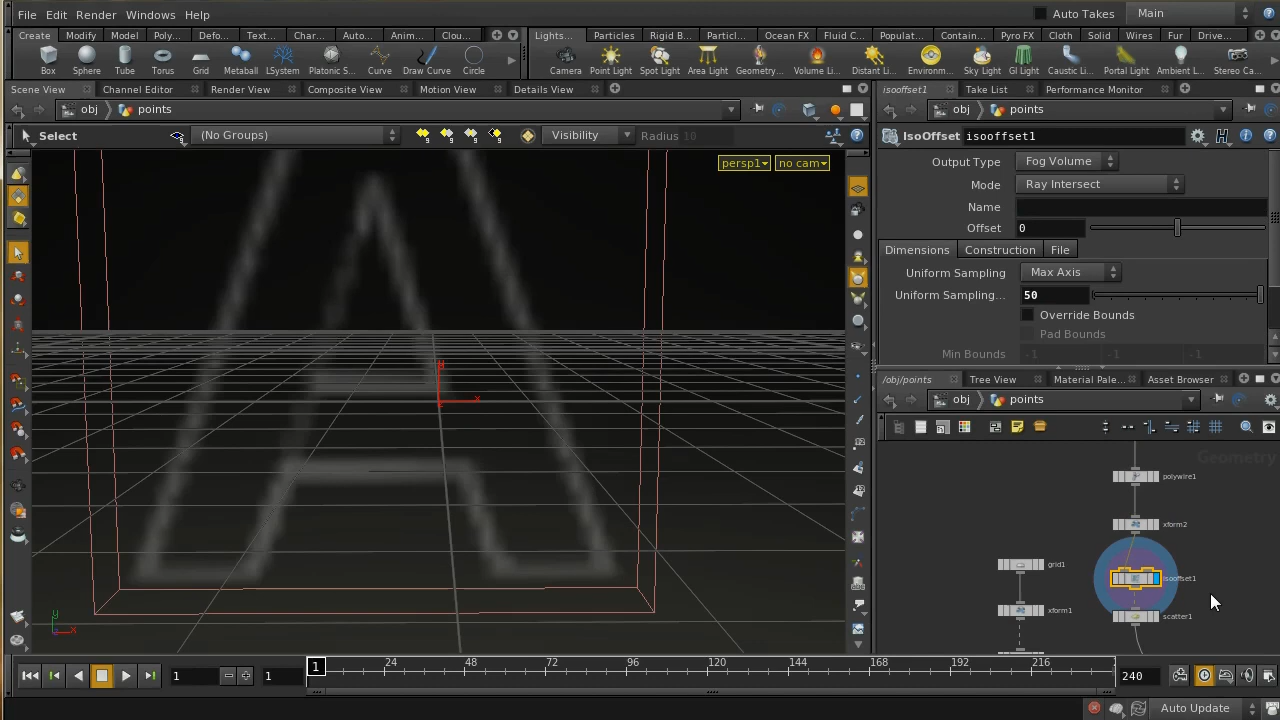 File Edit Render Windows Help Auto Takes Main
Create Modify Model Poly... Defo... Text... Char... Auto... Anim... Clou... Lights... Particles Rigid B... Particl... Ocean FX Fluid C... Populat... Contain... Pyro FX Cloth Solid Wires Fur Drive...
Box Sphere Tube Torus Grid Metaball LSystem Platonic S... Curve Draw Curve Circle Camera Point Light Spot Light Area Light Geometry... Volume Li... Distant Li... Environm... Sky Light GI Light Caustic Li... Portal Light Ambient L... Stereo Ca...
Scene View Channel Editor Render View Composite View Motion View Details View isooffset1 Take List Performance Monitor
obj points obj points
Select (No Groups) Visibility Radius 10 IsoOffset isooffset1
persp1 no cam
Output Type Fog Volume
Mode Ray Intersect
Name
Offset 0
Dimensions Construction File
Uniform Sampling Max Axis
Uniform Sampling... 50
Override Bounds
Pad Bounds
Min Bounds -1 -1 -1
/obj/points Tree View Material Pale... Asset Browser
obj points
Geometry
polywire1
xform2
grid1
isooffset1
xform1
scatter1
y
x
1 1 1 24 48 72 96 120 144 168 192 216 240
Auto Update